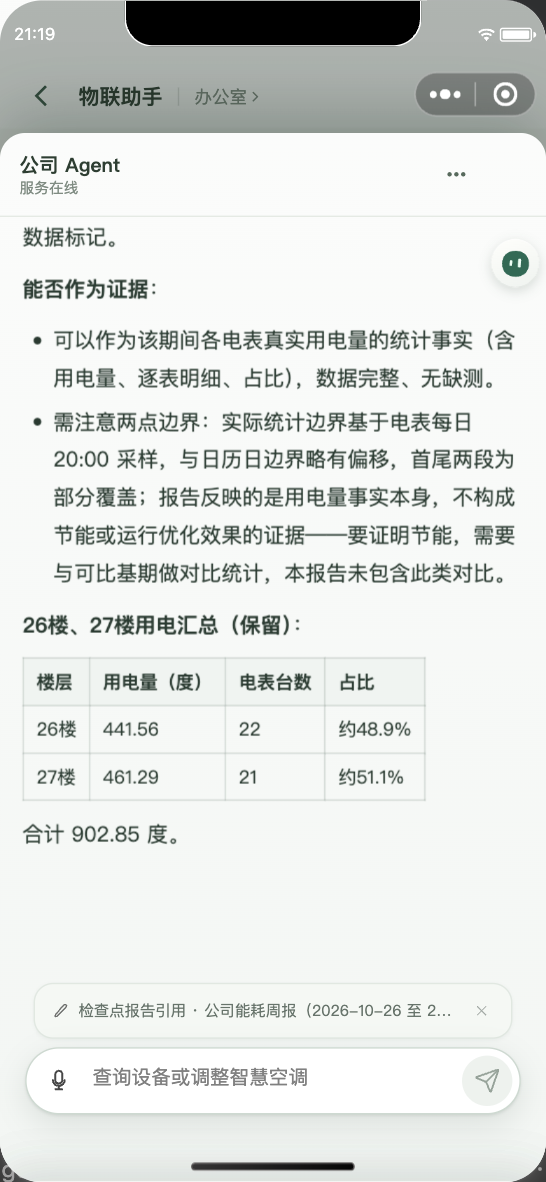 21:19
物联助手 办公室 >
公司 Agent
服务在线
数据标记。
能否作为证据：
• 可以作为该期间各电表真实用电量的统计事实（含
用电量、逐表明细、占比），数据完整、无缺测。
• 需注意两点边界：实际统计边界基于电表每日
20:00 采样，与日历日边界略有偏移，首尾两段为
部分覆盖；报告反映的是用电量事实本身，不构成
节能或运行优化效果的证据——要证明节能，需要
与可比基期做对比统计，本报告未包含此类对比。
26楼、27楼用电汇总（保留）：
楼层 用电量（度） 电表台数 占比
26楼 441.56 22 约48.9%
27楼 461.29 21 约51.1%
合计 902.85 度。
检查点报告引用 · 公司能耗周报（2026-10-26 至 2...
查询设备或调整智慧空调